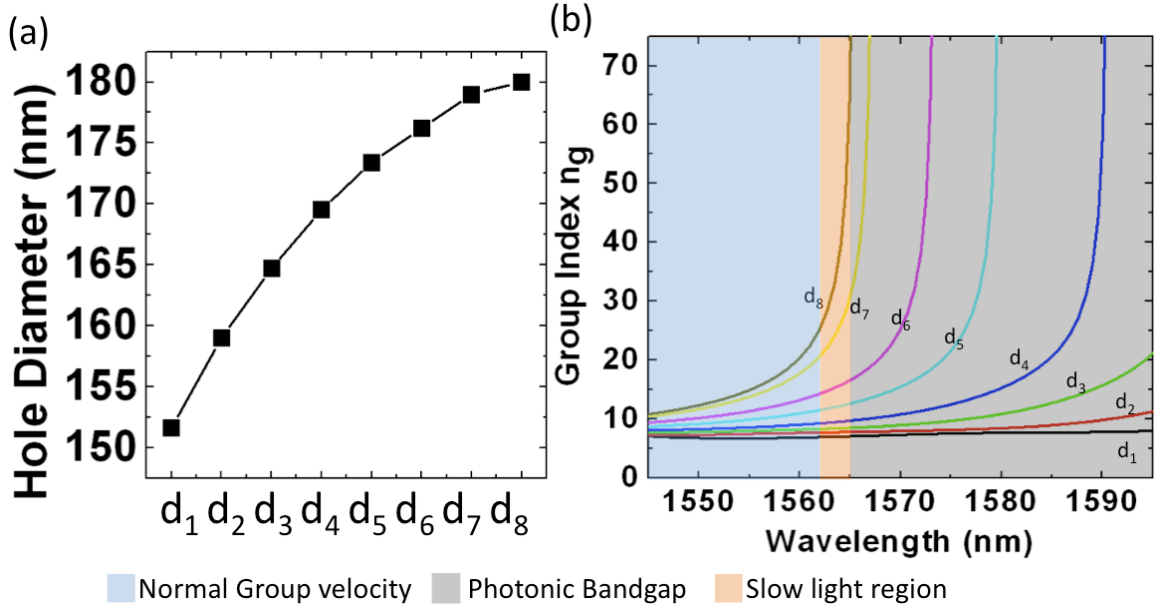 (a)
Hole Diameter (nm)
180
175
170
165
160
155
150
d1 d2 d3 d4 d5 d6 d7 d8
(b)
Group Index ng
70
60
50
40
30
20
10
0
d8
d7
d6
d5
d4
d3
d2
d1
1550 1560 1570 1580 1590
Wavelength (nm)
Normal Group velocity Photonic Bandgap Slow light region